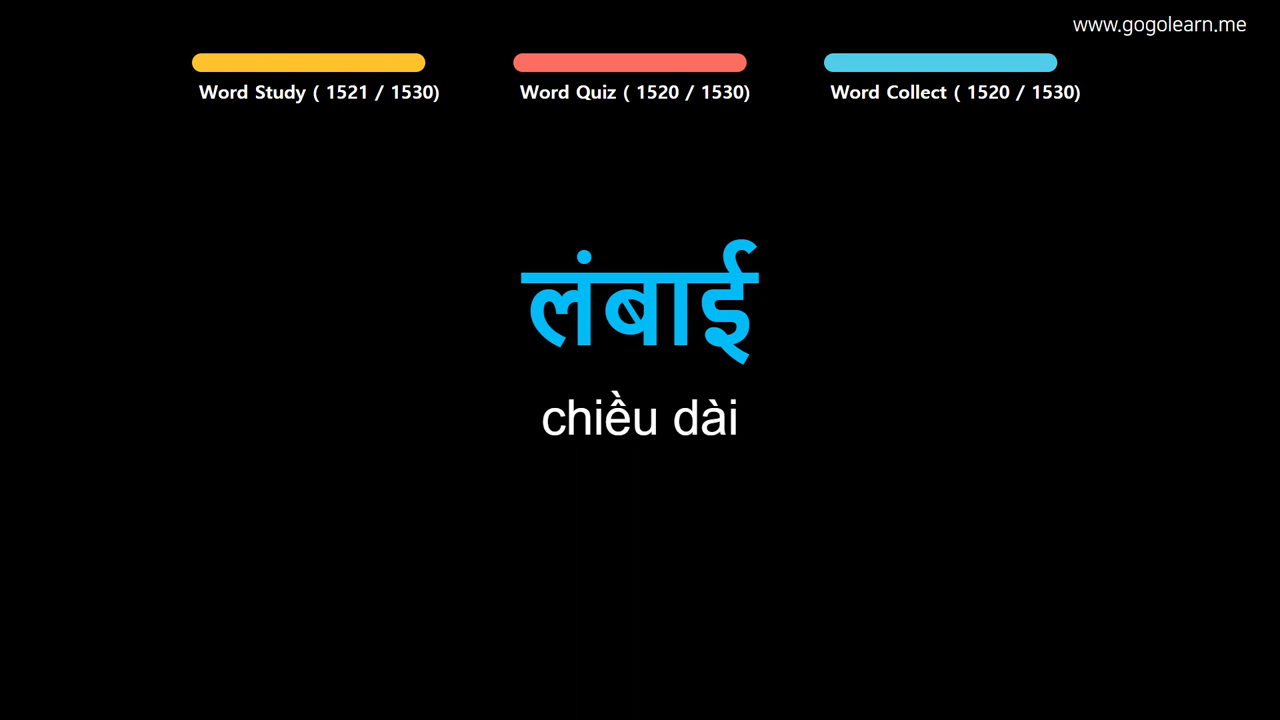 www.gogolearn.me
Word Study ( 1521 / 1530)
Word Quiz ( 1520 / 1530)
Word Collect ( 1520 / 1530)
लंबाई
chiều dài